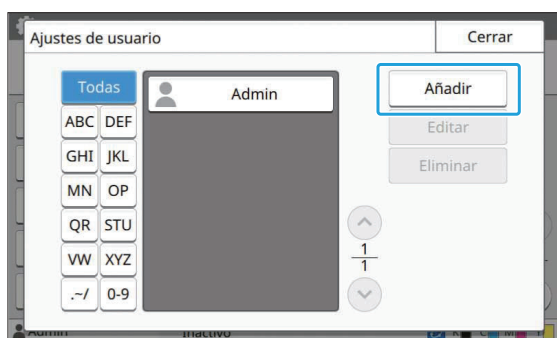 Ajustes de usuario
Cerrar
Todas
Admin
Añadir
ABC DEF
Editar
GHI JKL
Eliminar
MN OP
QR STU
VW XYZ
1
1
.~/ 0-9
Admin
Inactivo
K C M Y